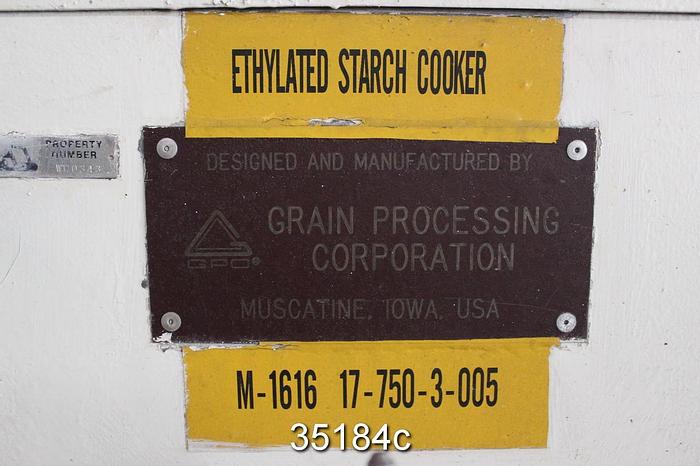 ETHYLATED STARCH COOKER
PROPERTY
NUMBER
DESIGNED AND MANUFACTURED BY
GRAIN PROCESSING
CORPORATION
GPC®
MUSCATINE, IOWA, USA
M-1616 17-750-3-005
35184c